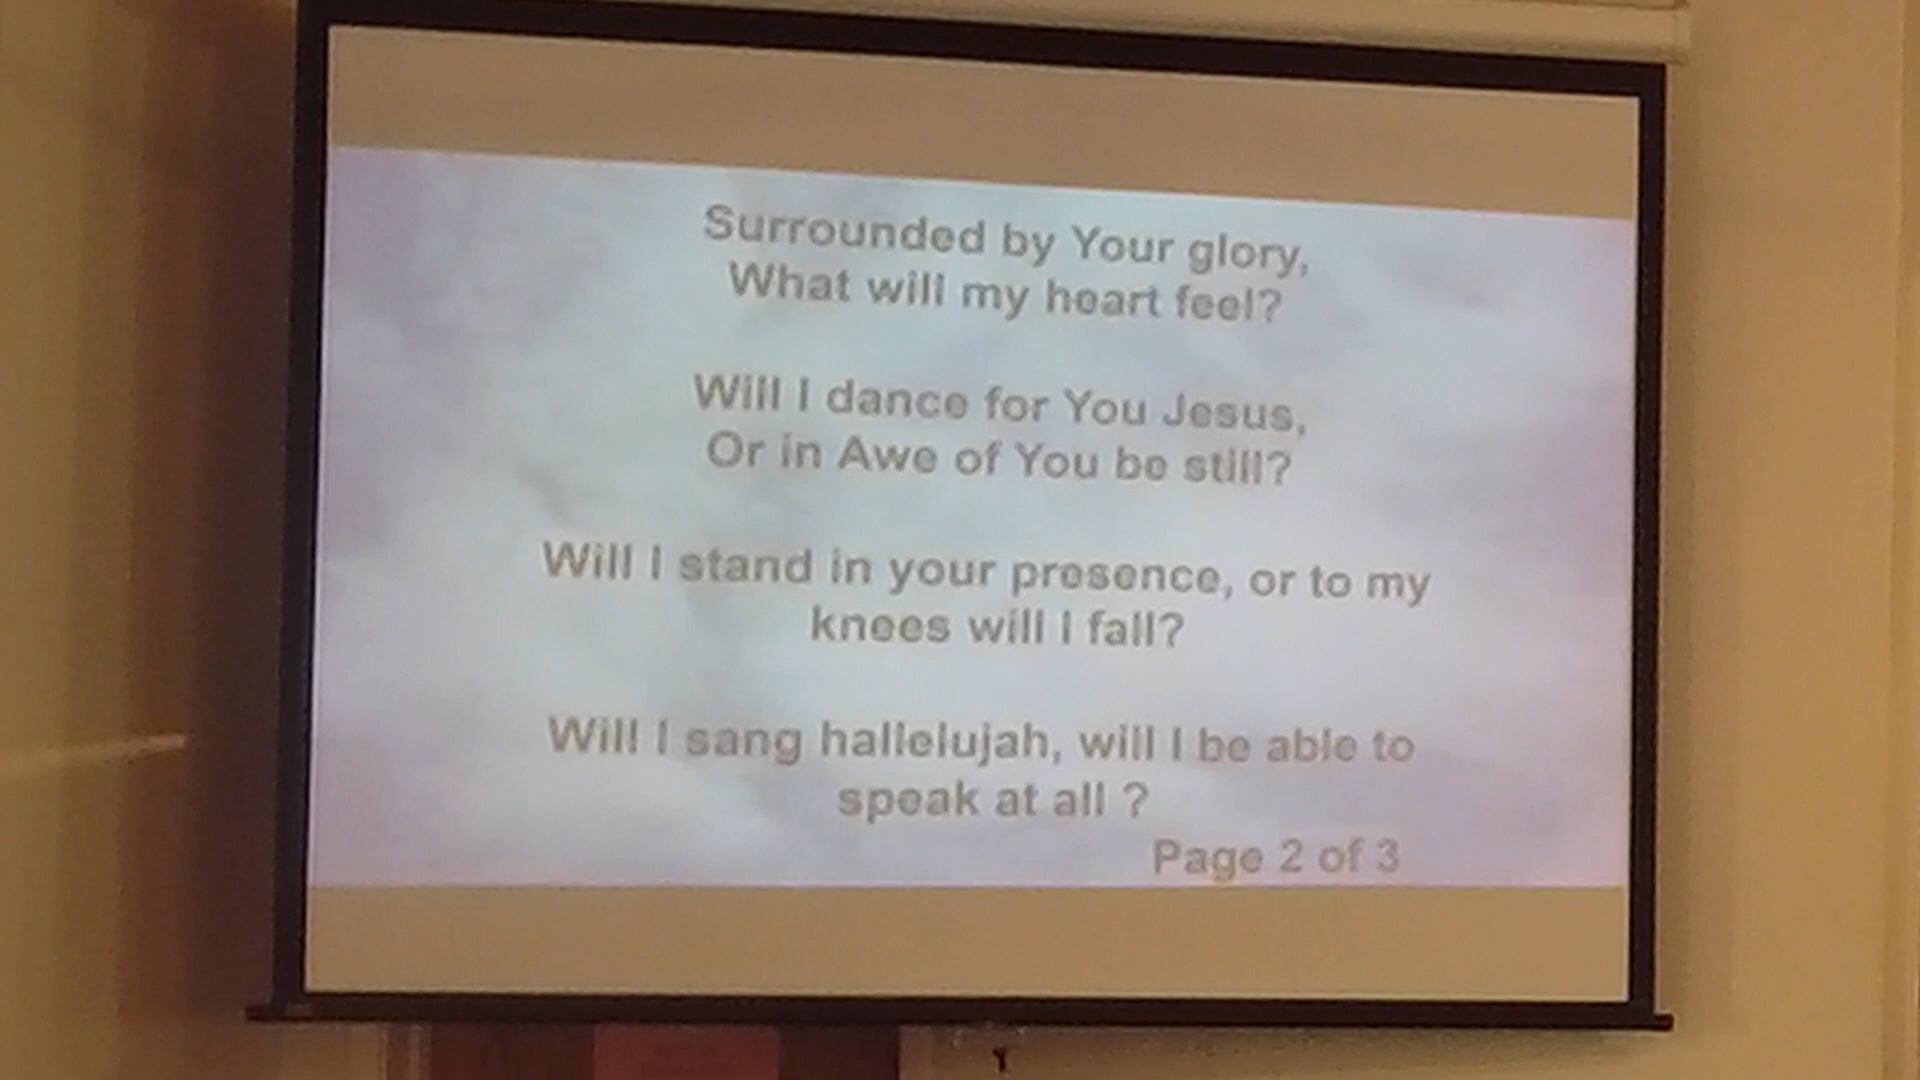 Surrounded by Your glory,
What will my heart feel?
Will I dance for You Jesus,
Or in Awe of You be still?
Will I stand in your presence, or to my
knees will I fall?
Will I sang hallelujah, will I be able to
speak at all ?
Page 2 of 3